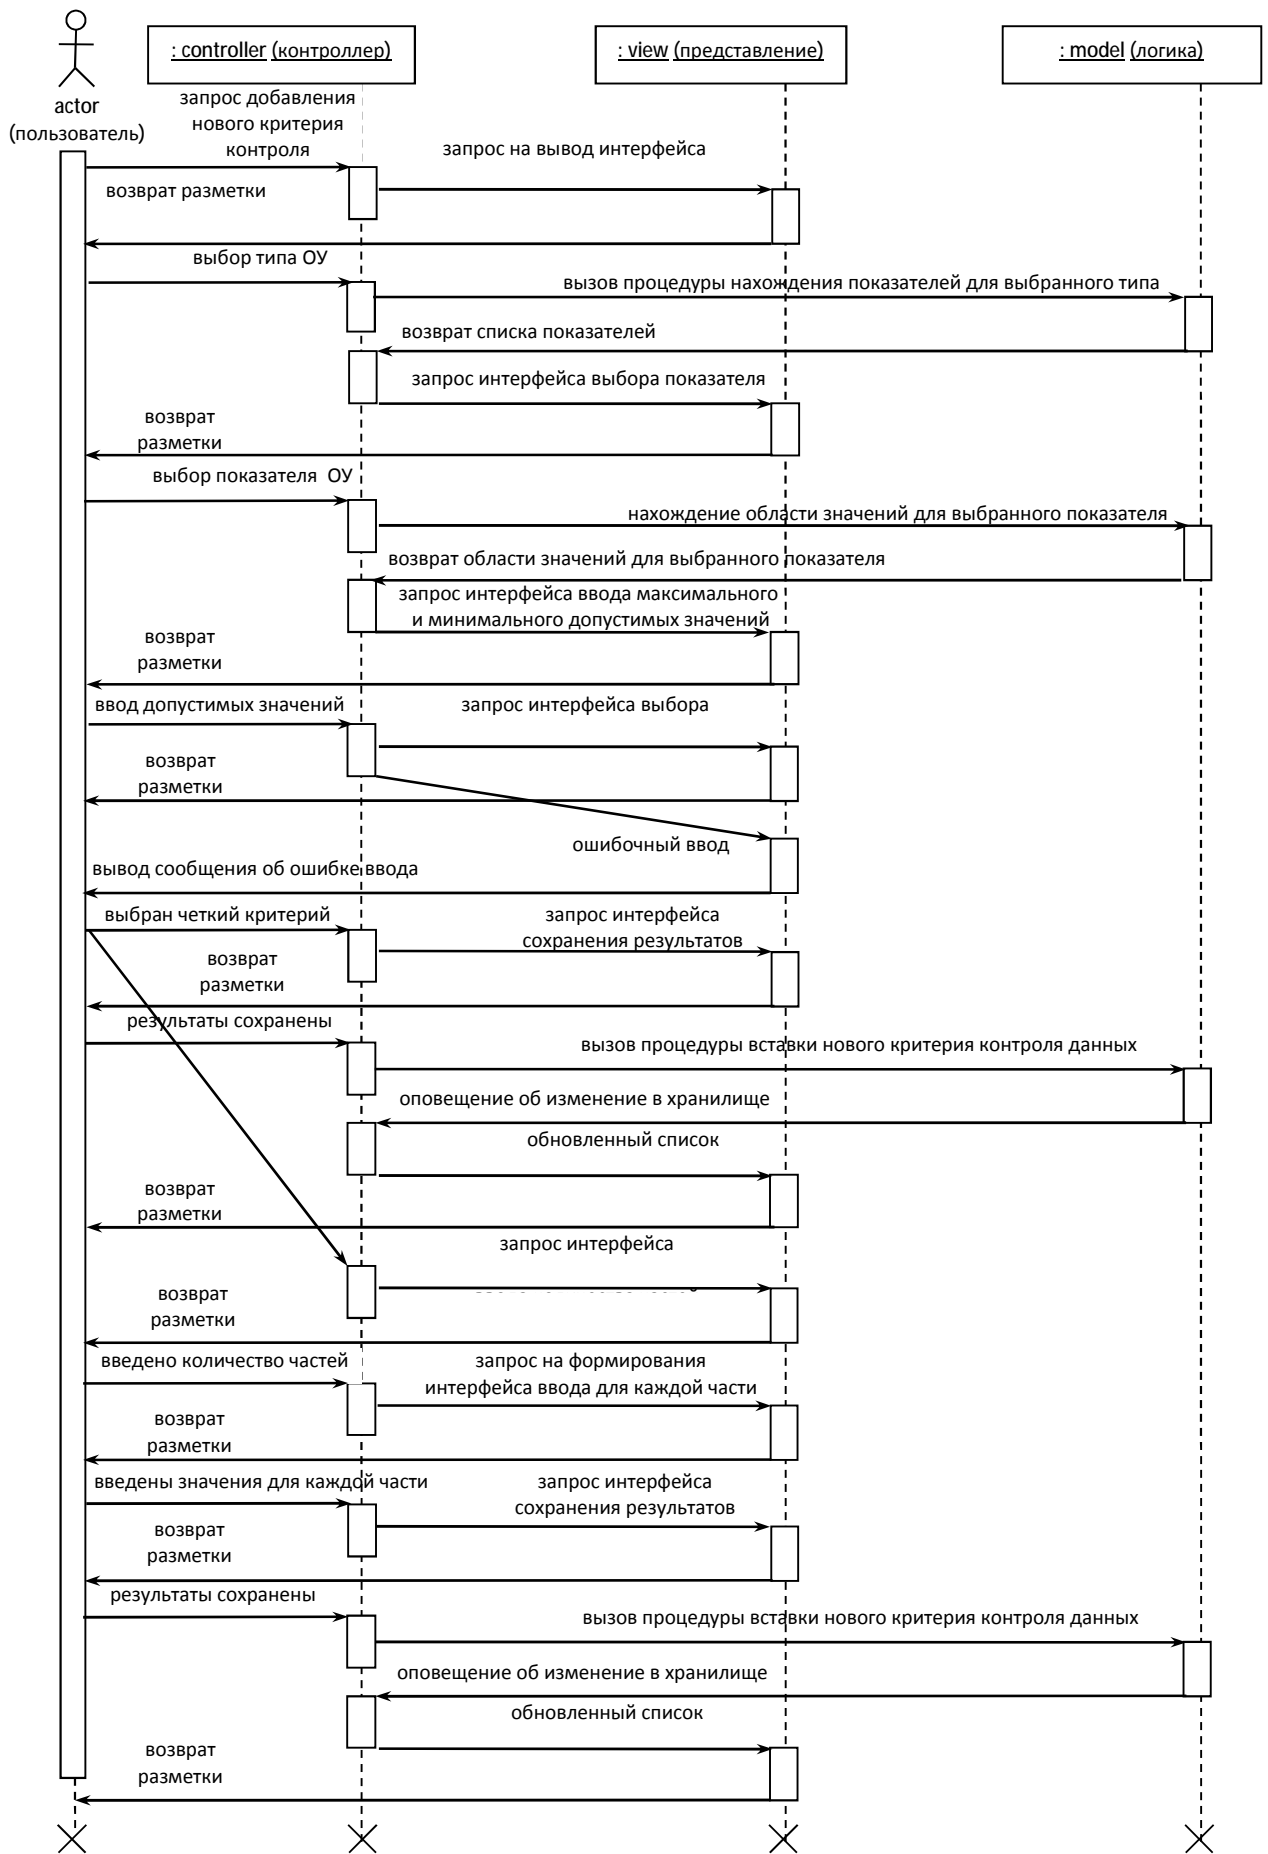 : controller (контроллер)
: view (представление)
: model (логика)
actor
(пользователь)
запрос добавления
нового критерия
контроля
запрос на вывод интерфейса
возврат разметки
выбор типа ОУ
вызов процедуры нахождения показателей для выбранного типа
возврат списка показателей
запрос интерфейса выбора показателя
возврат
разметки
выбор показателя ОУ
нахождение области значений для выбранного показателя
возврат области значений для выбранного показателя
запрос интерфейса ввода максимального
и минимального допустимых значений
возврат
разметки
ввод допустимых значений
запрос интерфейса выбора
возврат
разметки
ошибочный ввод
вывод сообщения об ошибке ввода
выбран четкий критерий
запрос интерфейса
сохранения результатов
возврат
разметки
результаты сохранены
вызов процедуры вставки нового критерия контроля данных
оповещение об изменение в хранилище
обновленный список
возврат
разметки
запрос интерфейса
возврат
разметки
введено количество частей
запрос на формирования
интерфейса ввода для каждой части
возврат
разметки
введены значения для каждой части
запрос интерфейса
сохранения результатов
возврат
разметки
результаты сохранены
вызов процедуры вставки нового критерия контроля данных
оповещение об изменение в хранилище
обновленный список
возврат
разметки